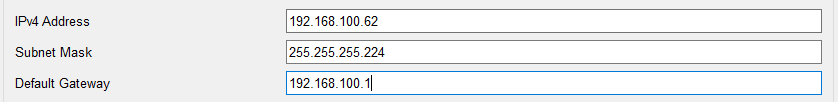 IPv4 Address 192.168.100.62
Subnet Mask 255.255.255.224
Default Gateway 192.168.100.1